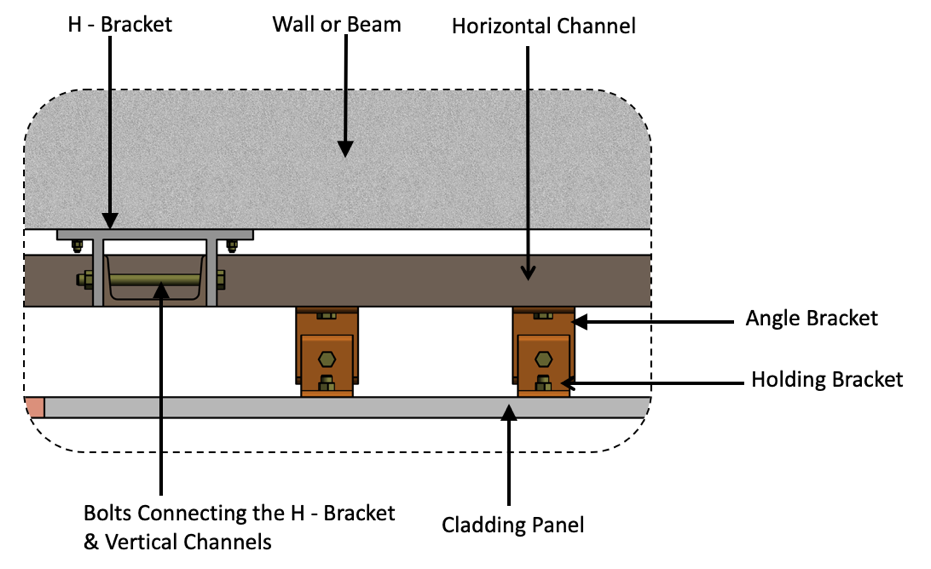 H - Bracket
Wall or Beam
Horizontal Channel
Angle Bracket
Holding Bracket
Bolts Connecting the H - Bracket
& Vertical Channels
Cladding Panel